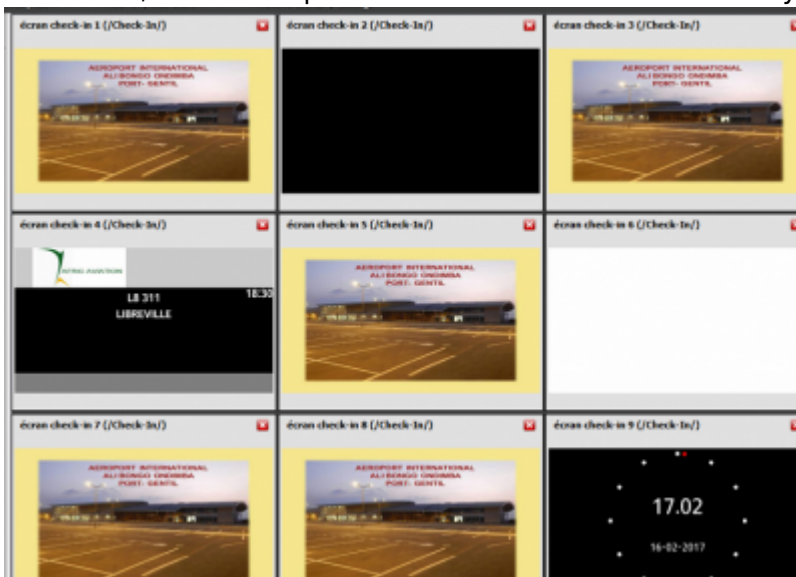 écran check-in 1 (/Check-In/)
écran check-in 2 (/Check-In/)
écran check-in 3 (/Check-In/)
AEROPORT INTERNATIONAL
ALI BONGO ONDIMBA
PORT- GENTIL
AEROPORT INTERNATIONAL
ALI BONGO ONDIMBA
PORT- GENTIL
écran check-in 4 (/Check-In/)
écran check-in 5 (/Check-In/)
écran check-in 6 (/Check-In/)
AVIATION
L8 311
18:30
LIBREVILLE
AEROPORT INTERNATIONAL
ALI BONGO ONDIMBA
PORT- GENTIL
écran check-in 7 (/Check-In/)
écran check-in 8 (/Check-In/)
écran check-in 9 (/Check-In/)
AEROPORT INTERNATIONAL
ALI BONGO ONDIMBA
PORT- GENTIL
AEROPORT INTERNATIONAL
ALI BONGO ONDIMBA
PORT- GENTIL
17.02
16-02-2017